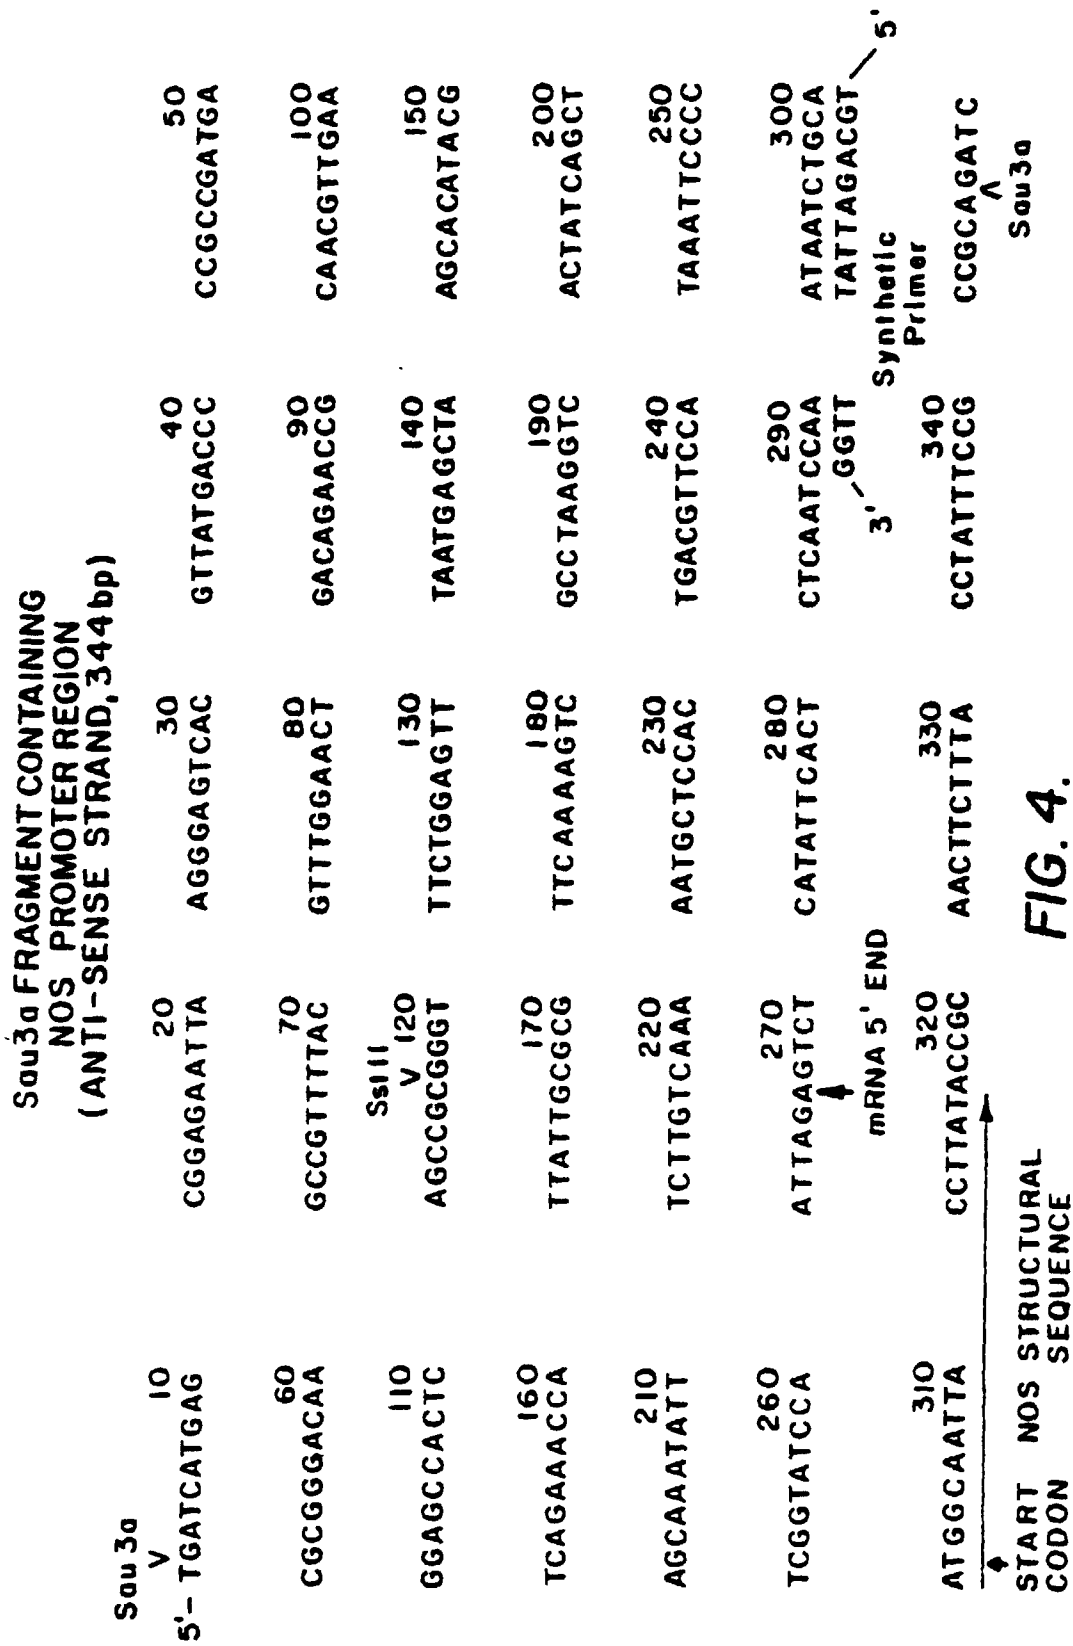 Sau3a FRAGMENT CONTAINING
NOS PROMOTER REGION
(ANTI-SENSE STRAND, 344 bp)
Sau 3a
V 10 20 30 40 50
5'- TGATCATGAG CGGAGAATTA AGGGAGTCAC GTTATGACCC CCGCCGATGA
60 70 80 90 100
CGCGGGACAA GCCGTTTTAC GTTTGGAACT GACAGAACCG CAACGTTGAA
SstII
110 V 120 130 140 150
GGAGCCACTC AGCCGCGGGT TTCTGGAGTT TAATGAGCTA AGCACATACG
160 170 180 190 200
TCAGAAACCA TTATTGCGCG TTCAAAAGTC GCCTAAGGTC ACTATCAGCT
210 220 230 240 250
AGCAAATATT TCTTGTCAAA AATGCTCCAC TGACGTTCCA TAAATTCCCC
260 270 280 290 300
TCGGTATCCA ATTAGAGTCT CATATTCACT CTCAATCCAA ATAATCTGCA
GGTT TATTAGACGT
3' 5'
mRNA 5' END
Synthetic
Primer
310 320 330 340
ATGGCAATTA CCTTATACCGC AACTTCTTTA CCTATTTCCG CCGCAGATC
Λ
Sau3a
START NOS STRUCTURAL
CODON SEQUENCE
FIG. 4.